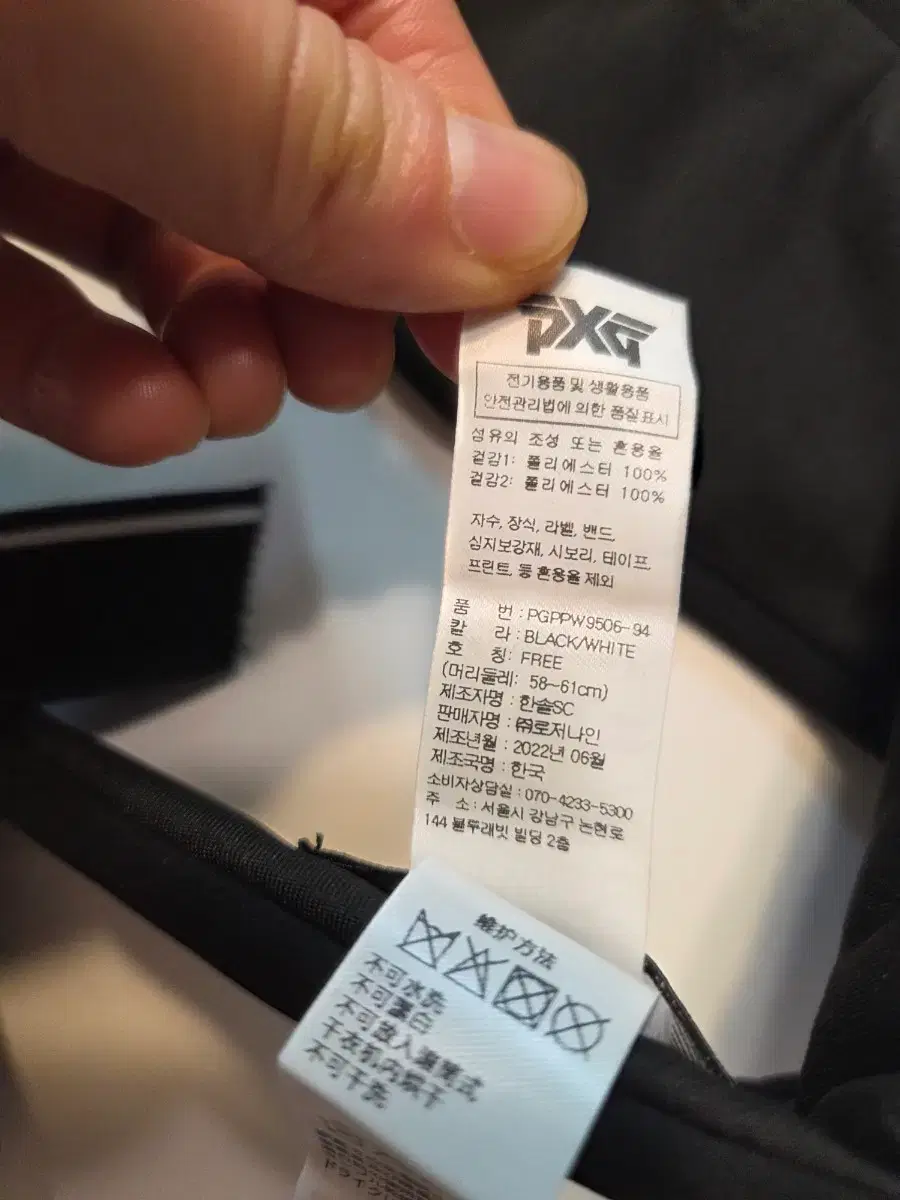 PXG
전기용품 및 생활용품
안전관리법에 의한 품질표시
섬유의 조성 또는 혼용율
겉감1: 폴리에스터 100%
겉감2: 폴리에스터 100%
자수, 장식, 라벨, 밴드,
심지보강재, 시보리, 테이프,
프린트, 등 혼용율 제외
품 번 : PGPPW9506-94
칼 라 : BLACK/WHITE
호 칭: FREE
(머리둘레: 58~61cm)
제조자명 : 한솔SC
판매자명 : ㈜로저나인
제조년월 : 2022년 06월
제조국명 : 한국
소비자상담실 : 070-4233-5300
주 소 : 서울시 강남구 논현로
144 블루래빗 빌딩 2층
维护方法
不可水洗
不可漂白
不可放入滚筒式
干衣机内烘干
不可干洗